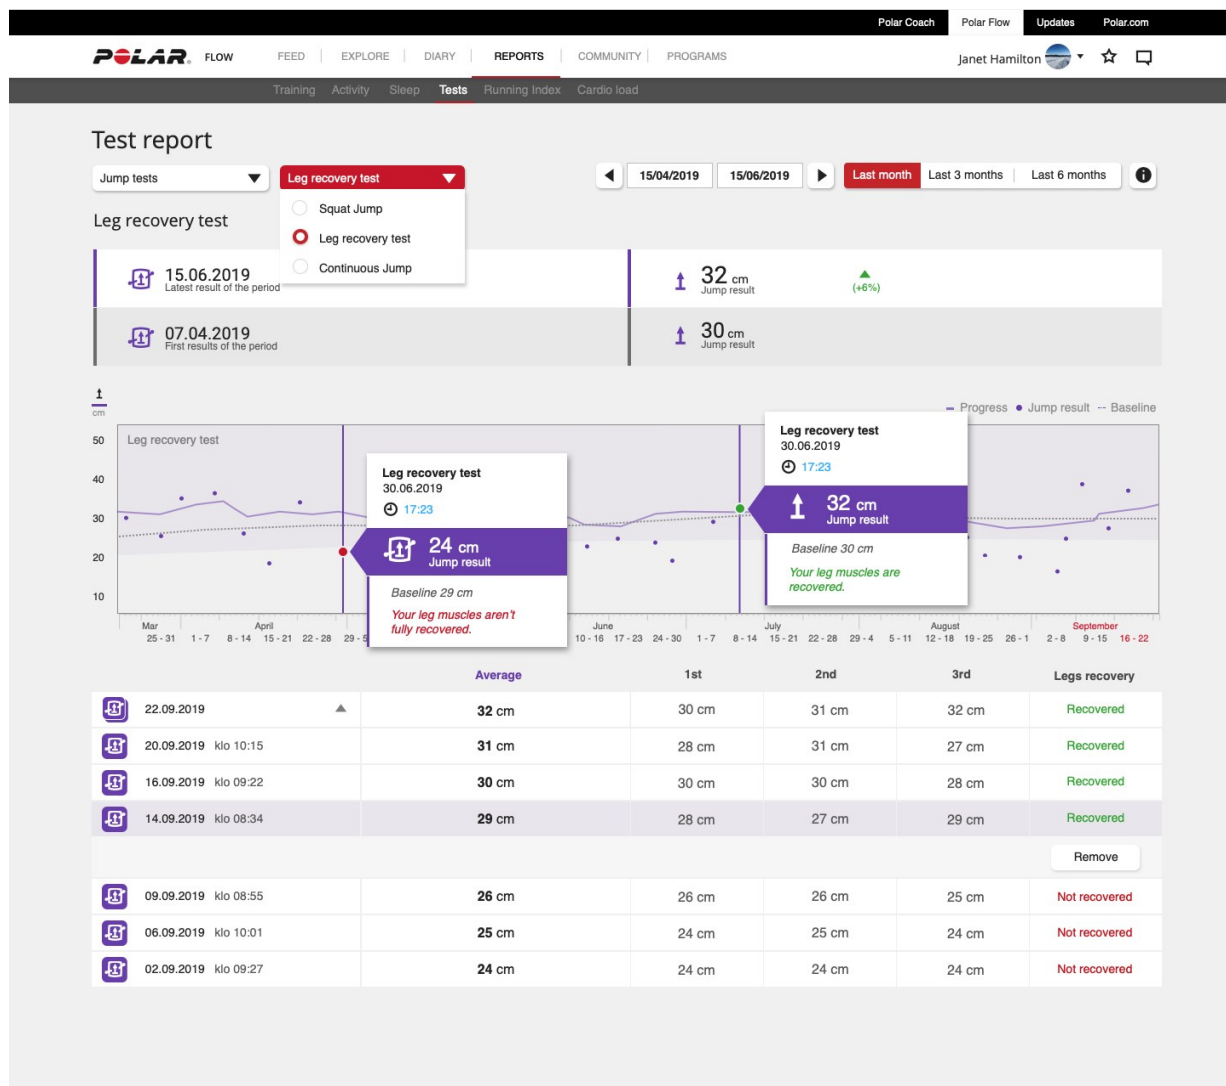 Polar Coach Polar Flow Updates Polar.com
POLAR. FLOW FEED EXPLORE DIARY REPORTS COMMUNITY PROGRAMS Janet Hamilton
Training Activity Sleep Tests Running Index Cardio load
Test report
Jump tests Leg recovery test 15/04/2019 15/06/2019 Last month Last 3 months Last 6 months i
Squat Jump
Leg recovery test
Continuous Jump
Leg recovery test
15.06.2019
Latest result of the period
32 cm
Jump result
(+6%)
07.04.2019
First results of the period
30 cm
Jump result
cm
Progress Jump result Baseline
50
40
30
20
10
Leg recovery test
Leg recovery test
30.06.2019
17:23
24 cm
Jump result
Baseline 29 cm
Your leg muscles aren't
fully recovered.
Leg recovery test
30.06.2019
17:23
32 cm
Jump result
Baseline 30 cm
Your leg muscles are
recovered.
Mar April June July August September
25 - 31 1 - 7 8 - 14 15 - 21 22 - 28 29 - 5 10 - 16 17 - 23 24 - 30 1 - 7 8 - 14 15 - 21 22 - 28 29 - 4 5 - 11 12 - 18 19 - 25 26 - 1 2 - 8 9 - 15 16 - 22
Average 1st 2nd 3rd Legs recovery
22.09.2019 32 cm 30 cm 31 cm 32 cm Recovered
20.09.2019 klo 10:15 31 cm 28 cm 31 cm 27 cm Recovered
16.09.2019 klo 09:22 30 cm 30 cm 30 cm 28 cm Recovered
14.09.2019 klo 08:34 29 cm 28 cm 27 cm 29 cm Recovered
Remove
09.09.2019 klo 08:55 26 cm 26 cm 26 cm 25 cm Not recovered
06.09.2019 klo 10:01 25 cm 24 cm 25 cm 24 cm Not recovered
02.09.2019 klo 09:27 24 cm 24 cm 24 cm 24 cm Not recovered